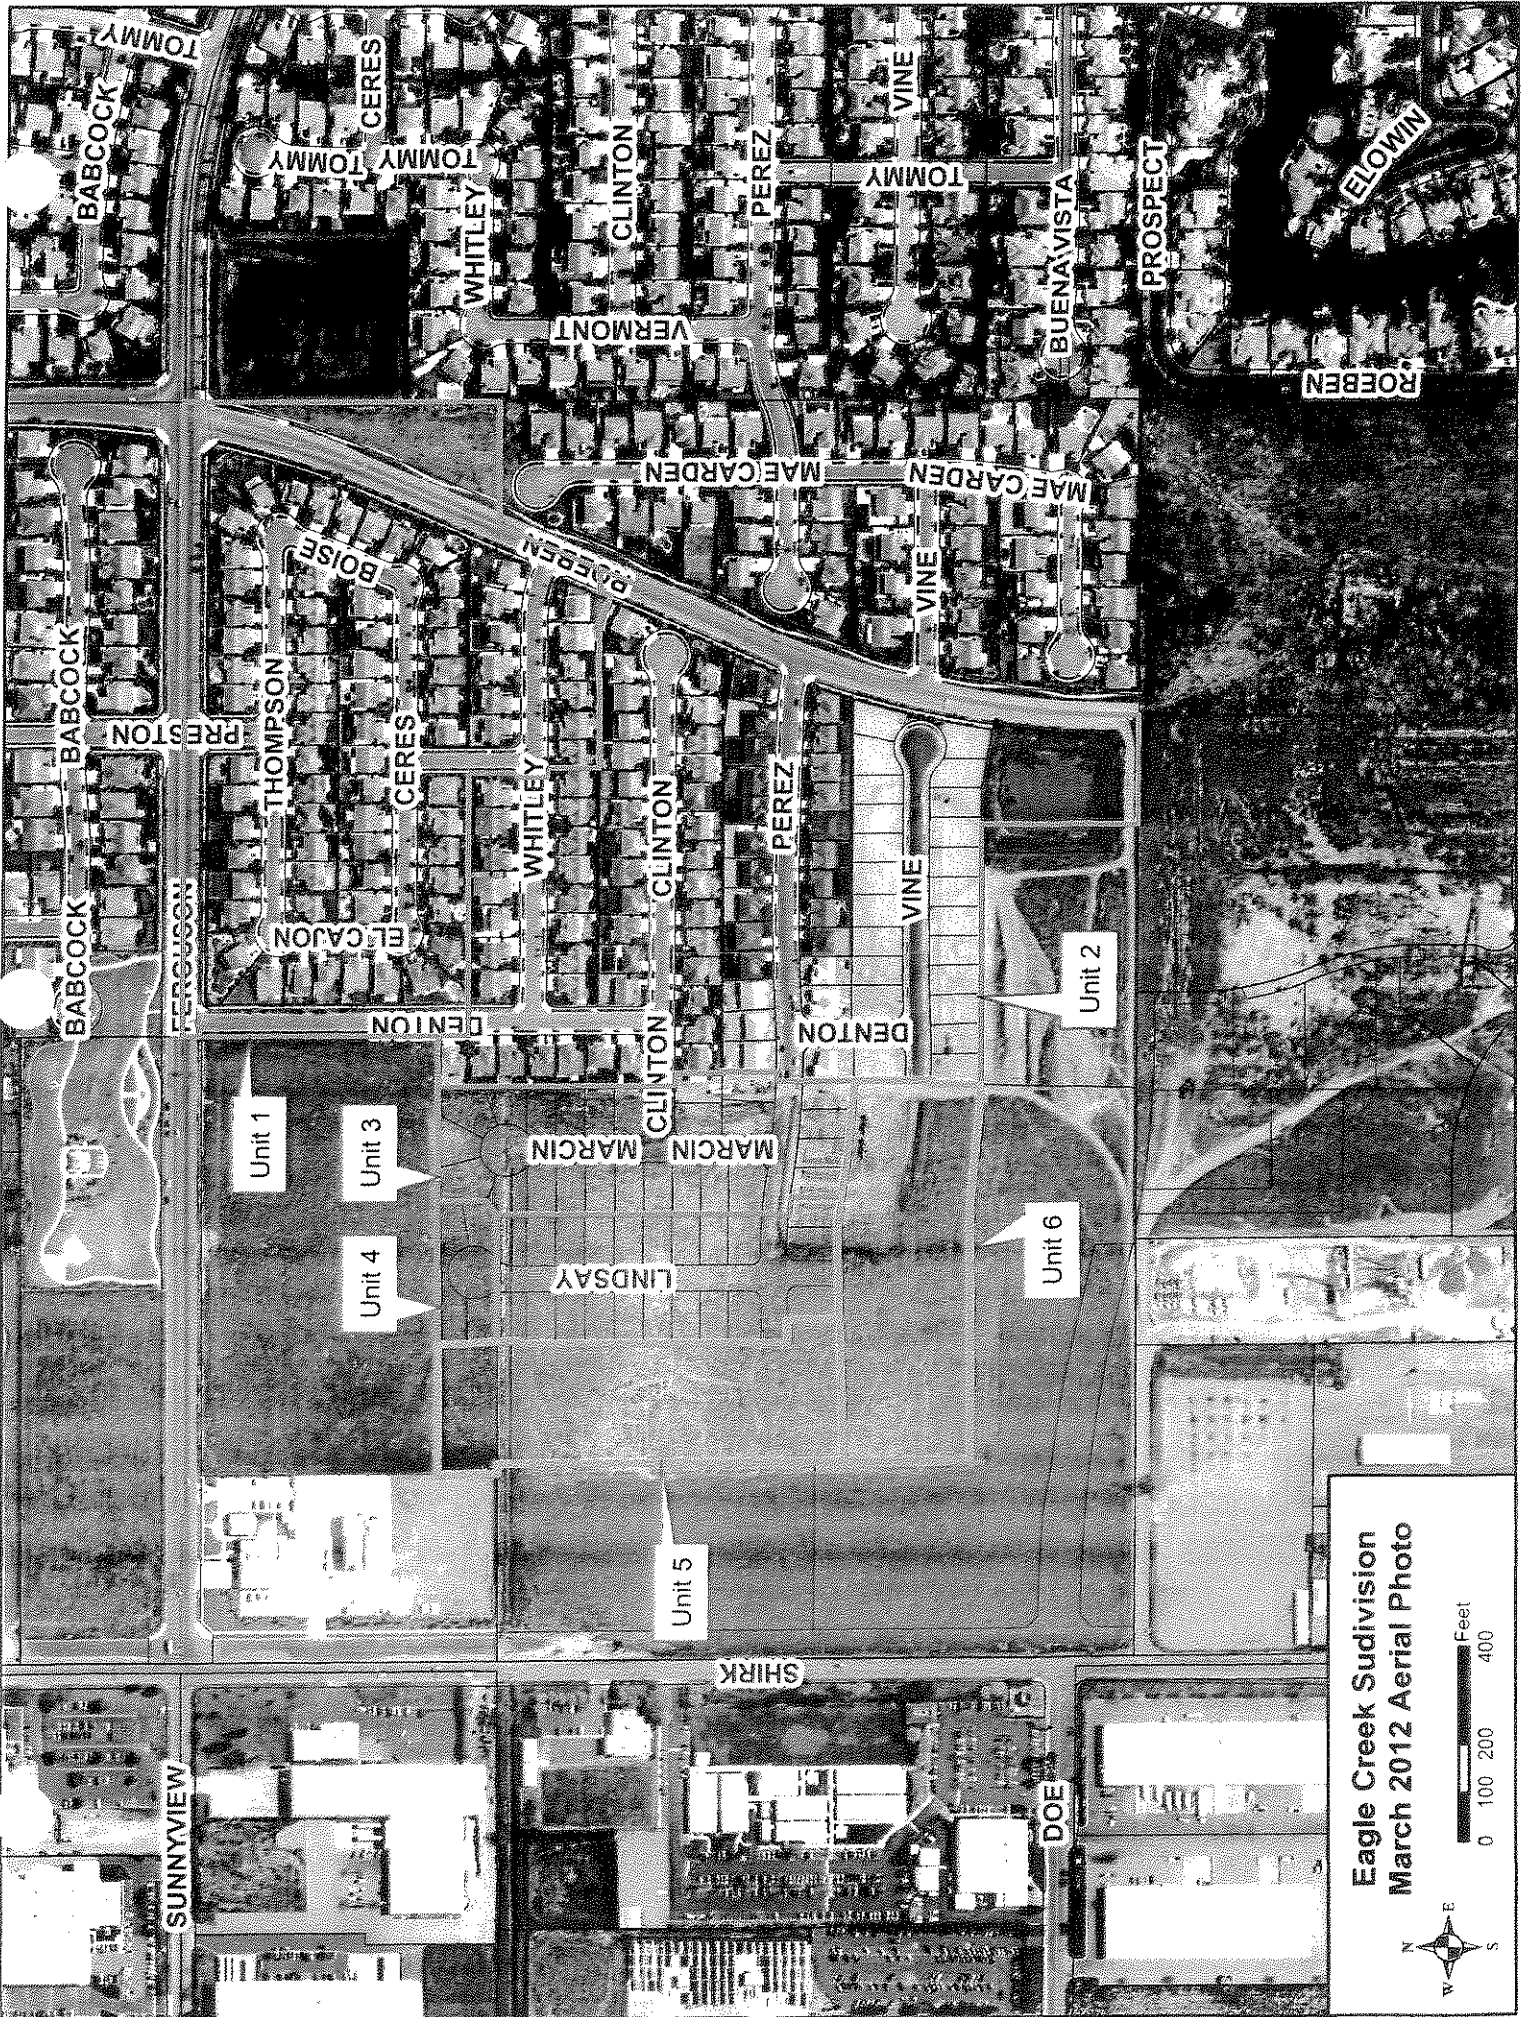 BABCOCK
BABCOCK
BABCOCK
TOMMY
SUNNYVIEW
FERGUSON
PRESTON
Unit 1
THOMPSON
BOISE
TOMMY
CERES
EL CAJON
Unit 4
Unit 3
DENTON
CERES
TOMMY
WHITLEY
WHITLEY
ROEBEN
MARCIN
LINDSAY
CLINTON
CLINTON
CLINTON
VERMONT
Unit 5
MARCIN
MAE CARDEN
SHIRK
PEREZ
PEREZ
MAE CARDEN
DENTON
VINE
VINE
VINE
TOMMY
MAE CARDEN
DOE
Unit 6
Unit 2
BUENA VISTA
PROSPECT
ROEBEN
ELOWIN
Eagle Creek Sudivision
March 2012 Aerial Photo
N
W
E
S
Feet
0 100 200 400